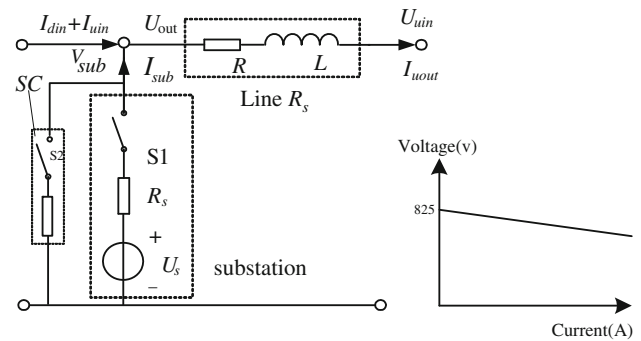 I_din+I_uin
U_out
U_uin
V_sub
I_sub
R
L
I_uout
SC
Line R_s
S2
S1
R_s
+
U_s
−
substation
Voltage(v)
825
Current(A)